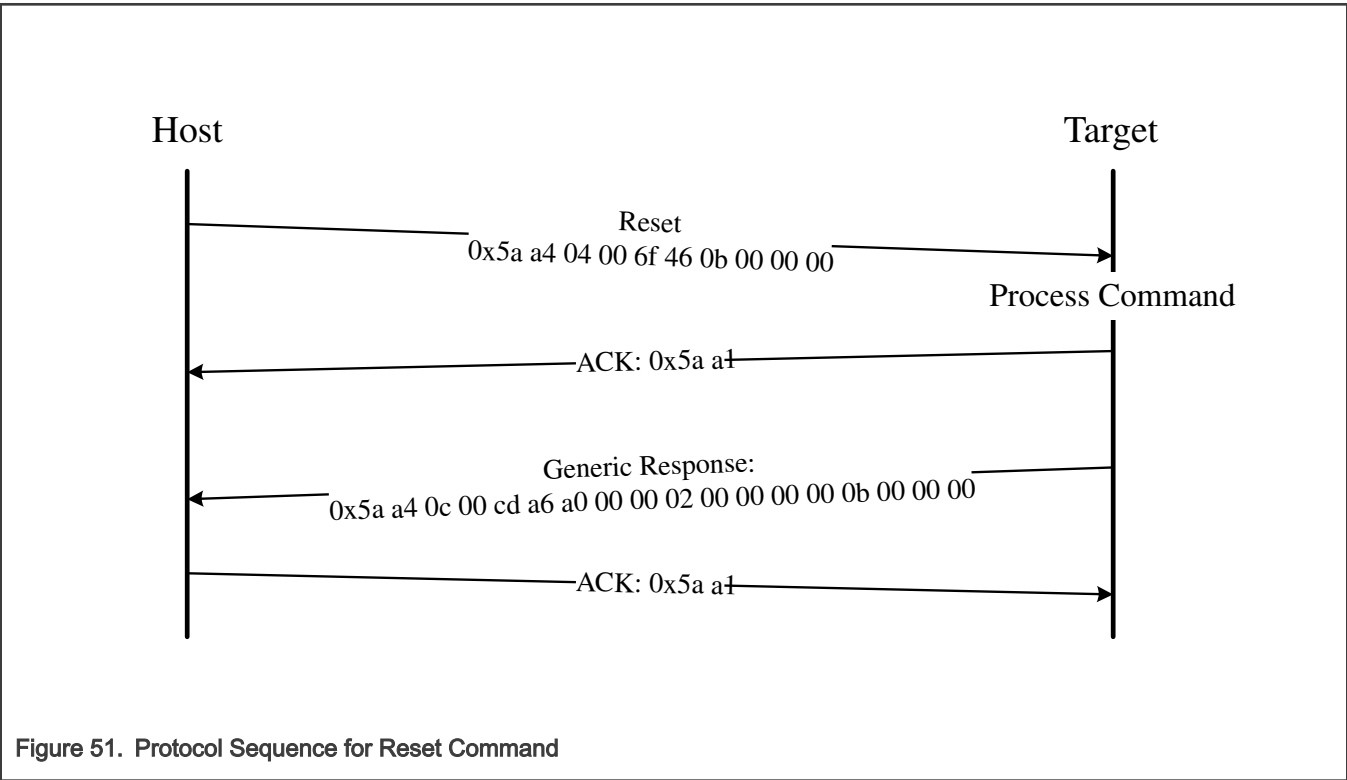 Host
Target
Reset
0x5a a4 04 00 6f 46 0b 00 00 00
Process Command
ACK: 0x5a a1
Generic Response:
0x5a a4 0c 00 cd a6 a0 00 00 02 00 00 00 00 0b 00 00 00
ACK: 0x5a a1
Figure 51. Protocol Sequence for Reset Command